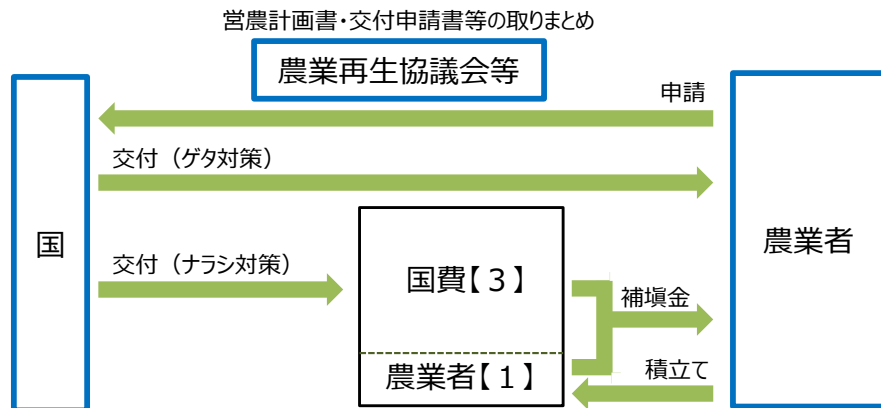 営農計画書・交付申請書等の取りまとめ
農業再生協議会等
申請
交付（ゲタ対策）
国
農業者
交付（ナラシ対策）
国費【３】
補塡金
農業者【１】
積立て